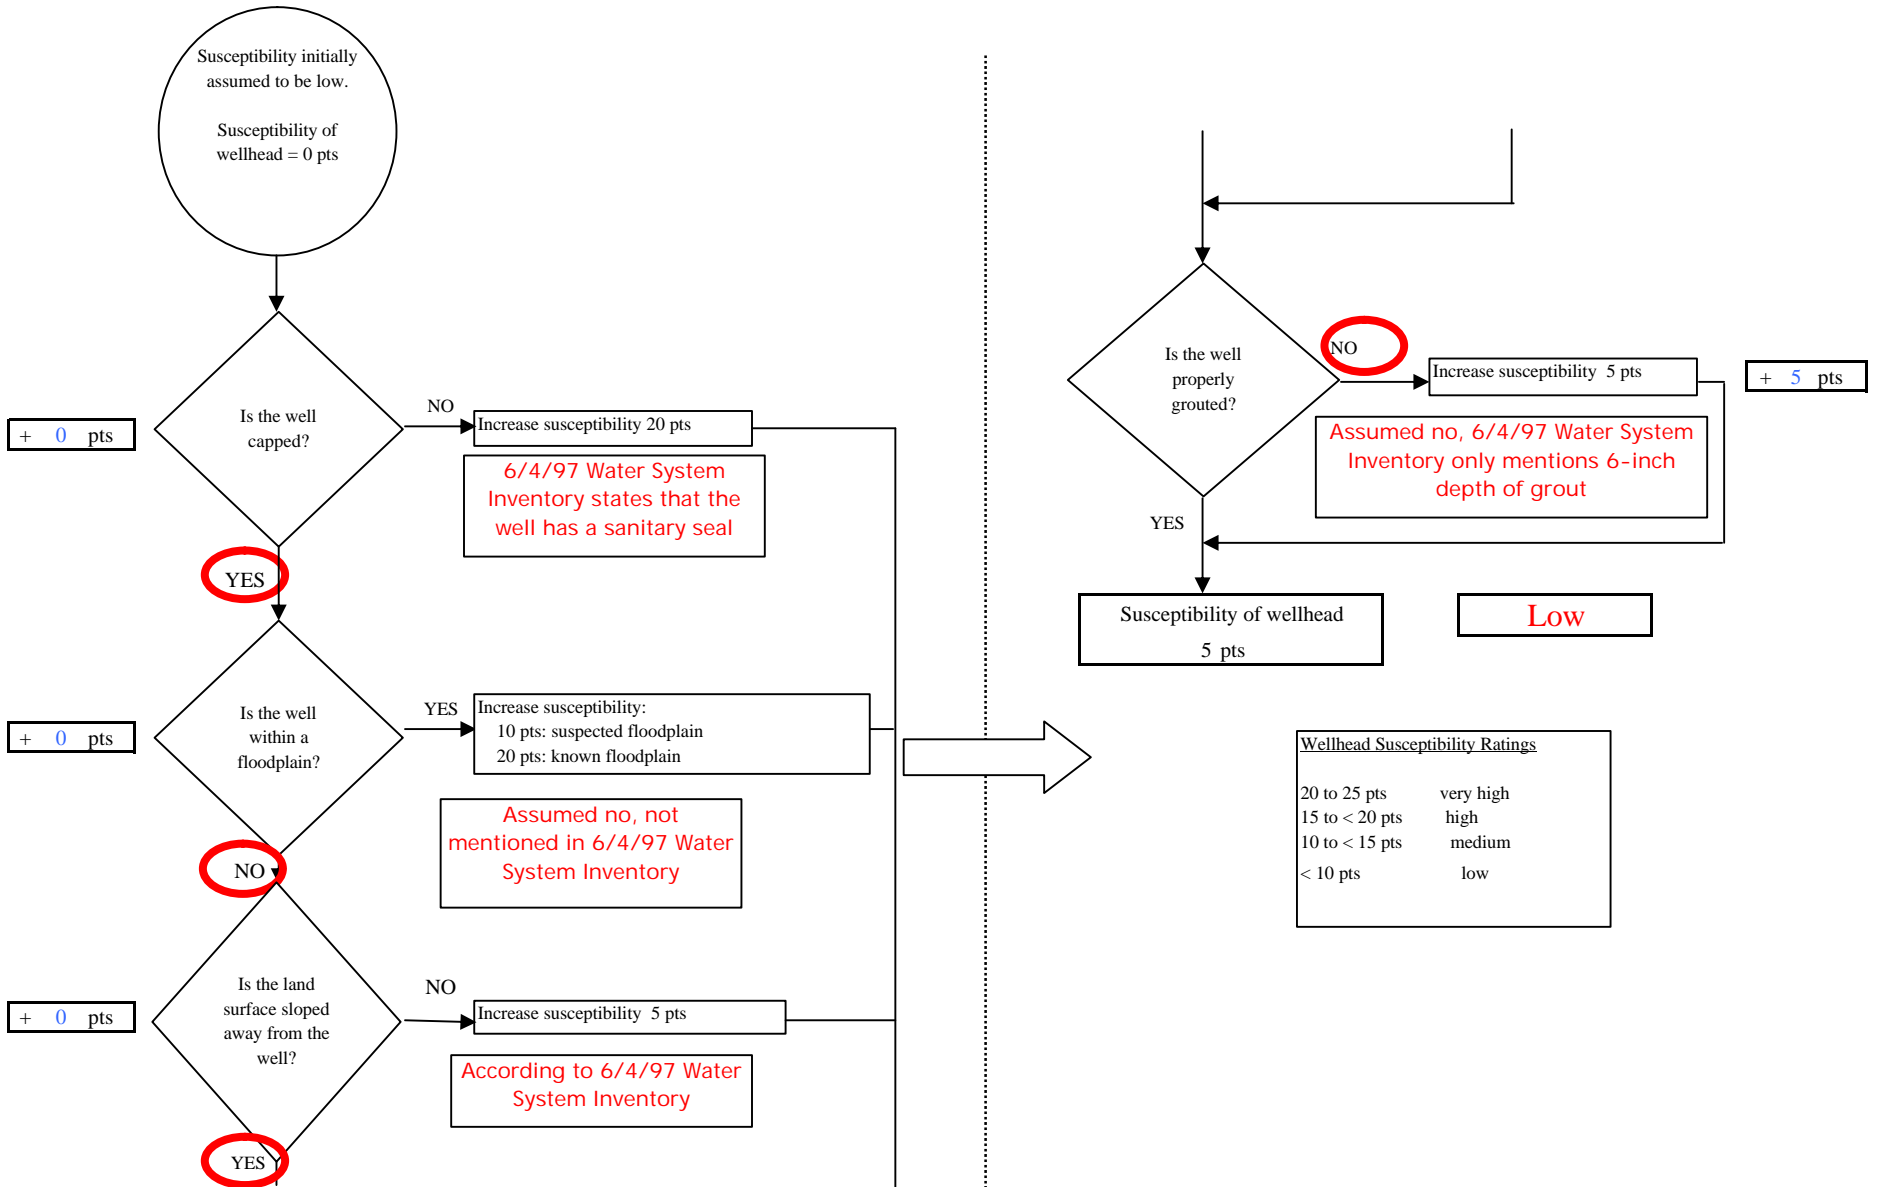 Susceptibility initially
assumed to be low.
Susceptibility of
wellhead = 0 pts
Is the well
capped?
NO
Increase susceptibility 20 pts
+ 0 pts
6/4/97 Water System
Inventory states that the
well has a sanitary seal
YES
Is the well
within a
floodplain?
YES
Increase susceptibility:
10 pts: suspected floodplain
20 pts: known floodplain
+ 0 pts
Assumed no, not
mentioned in 6/4/97 Water
System Inventory
NO
Is the land
surface sloped
away from the
well?
NO
Increase susceptibility 5 pts
+ 0 pts
According to 6/4/97 Water
System Inventory
YES
Is the well
properly
grouted?
NO
Increase susceptibility 5 pts
+ 5 pts
Assumed no, 6/4/97 Water System
Inventory only mentions 6-inch
depth of grout
YES
Susceptibility of wellhead
5 pts
Low
Wellhead Susceptibility Ratings
20 to 25 pts very high
15 to < 20 pts high
10 to < 15 pts medium
< 10 pts low